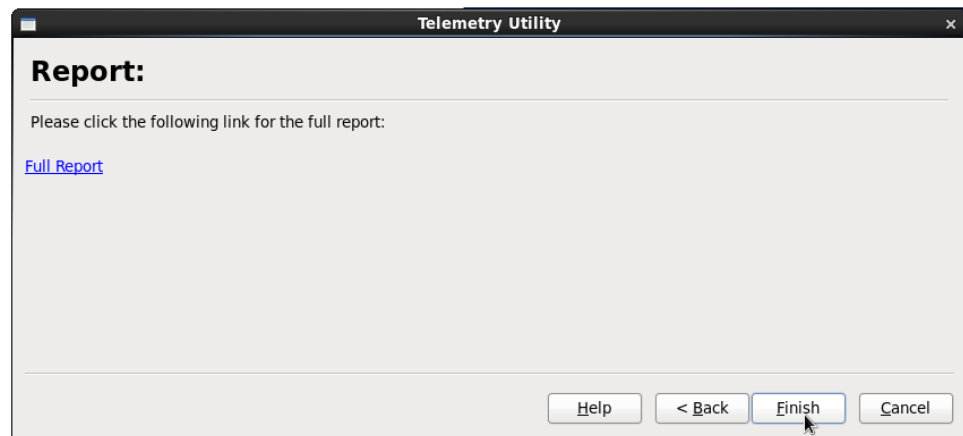 Telemetry Utility
Report:
Please click the following link for the full report:
Full Report
Help < Back Finish Cancel